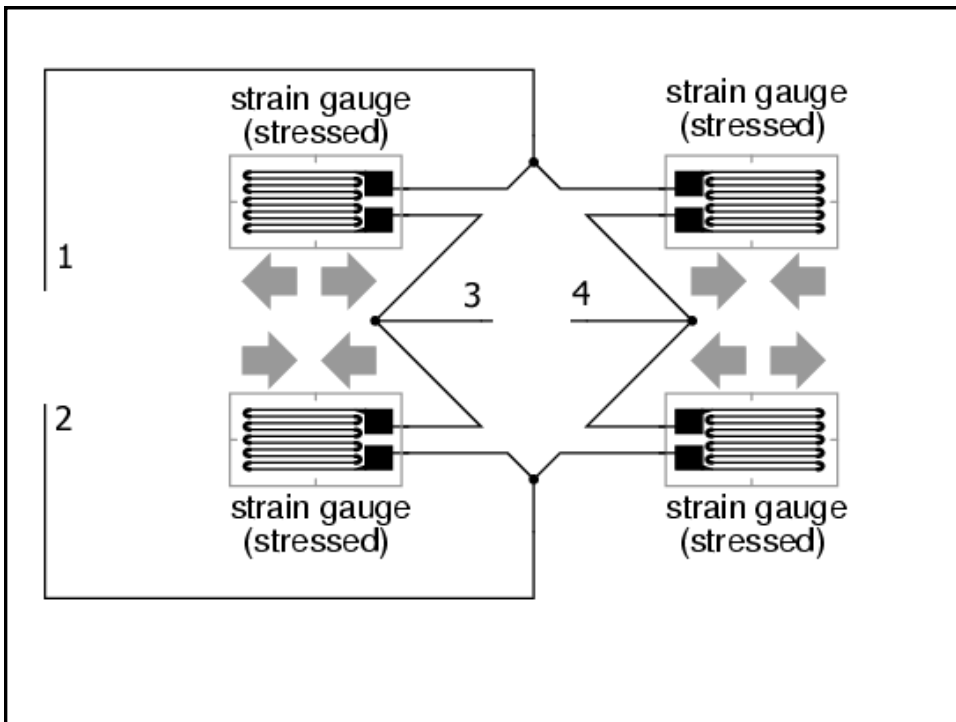 strain gauge
(stressed)
strain gauge
(stressed)
1
3
4
2
strain gauge
(stressed)
strain gauge
(stressed)